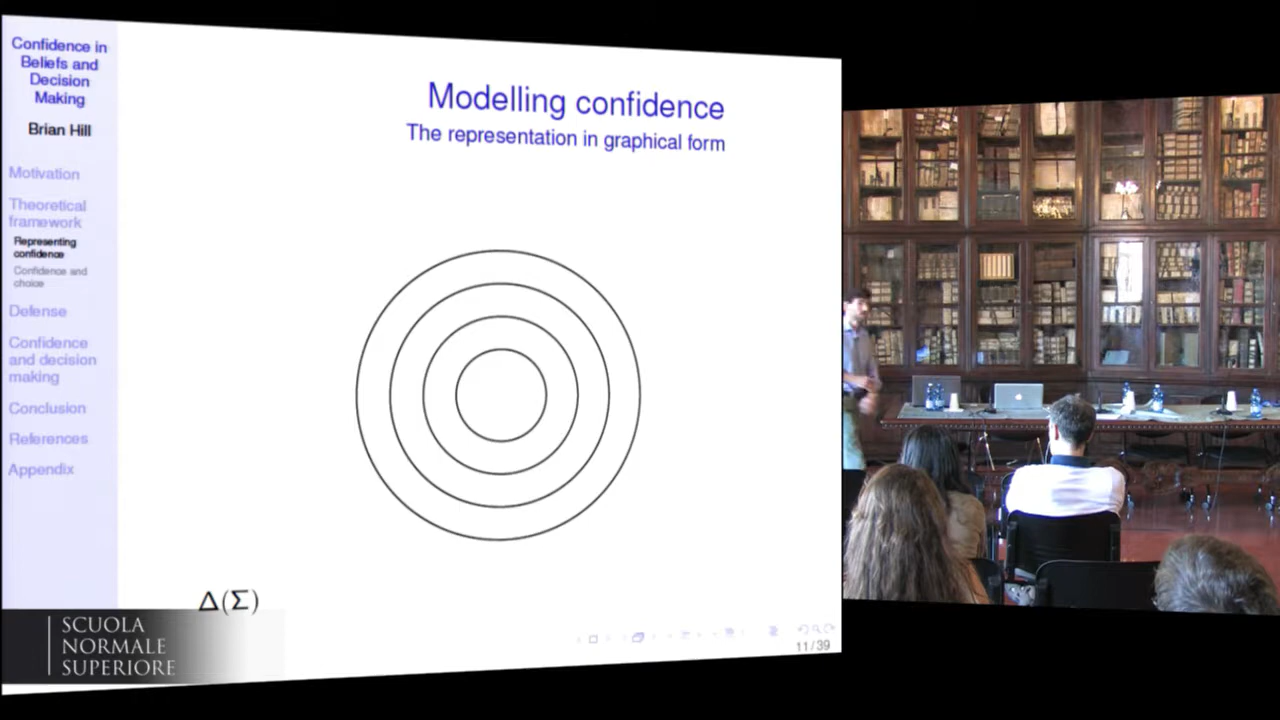 Confidence in
Beliefs and
Decision
Making
Brian Hill
Motivation
Theoretical
framework
Representing
confidence
Confidence and
choice
Defense
Confidence
and decision
making
Conclusion
References
Appendix
Modelling confidence
The representation in graphical form
Δ(Σ)
11/39
SCUOLA
NORMALE
SUPERIORE